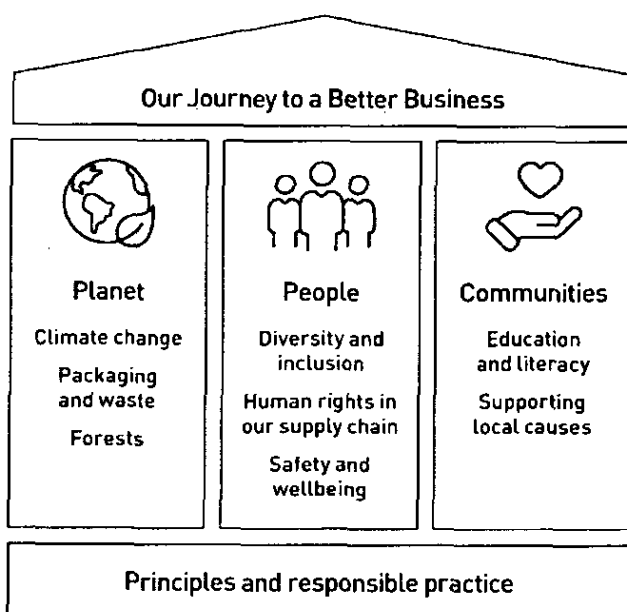 Our Journey to a Better Business
Planet
Climate change
Packaging
and waste
Forests
People
Diversity and
inclusion
Human rights in
our supply chain
Safety and
wellbeing
Communities
Education
and literacy
Supporting
local causes
Principles and responsible practice